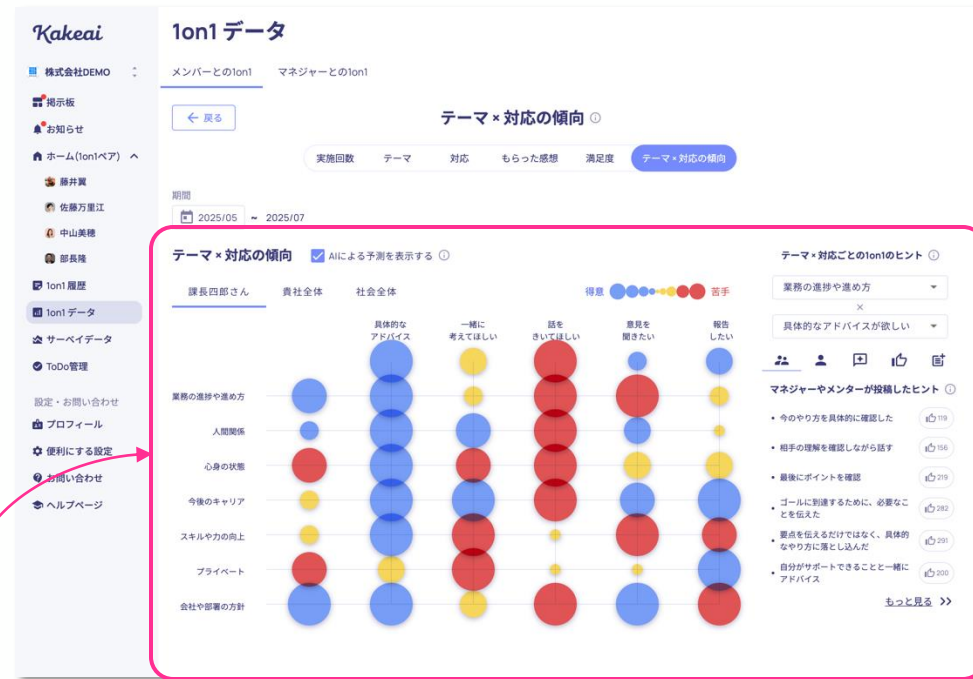 Kakeai
株式会社DEMO
掲示板
お知らせ
ホーム(1on1ペア)
藤井翼
佐藤万里江
中山美穂
部長隆
1on1 履歴
1on1 データ
サーベイデータ
ToDo管理
設定・お問い合わせ
プロフィール
便利にする設定
お問い合わせ
ヘルプページ
1on1 データ
メンバーとの1on1 マネジャーとの1on1
← 戻る
テーマ × 対応の傾向
実施回数 テーマ 対応 もらった感想 満足度 テーマ × 対応の傾向
期間
2025/05 ~ 2025/07
テーマ × 対応の傾向 AIによる予測を表示する
課長四郎さん 貴社全体 社会全体
得意 苦手
具体的な
アドバイス
一緒に
考えてほしい
話を
きいてほしい
意見を
聞きたい
報告
したい
業務の進捗や進め方
人間関係
心身の状態
今後のキャリア
スキルや力の向上
プライベート
会社や部署の方針
テーマ × 対応ごとの1on1のヒント
業務の進捗や進め方
×
具体的なアドバイスが欲しい
マネジャーやメンターが投稿したヒント
• 今のやり方を具体的に確認した 119
• 相手の理解を確認しながら話す 156
• 最後にポイントを確認 219
• ゴールに到達するために、必要なこ
とを伝えた 282
• 要点を伝えるだけではなく、具体的
なやり方に落とし込んだ 291
• 自分がサポートできることと一緒に
アドバイス 200
もっと見る >>